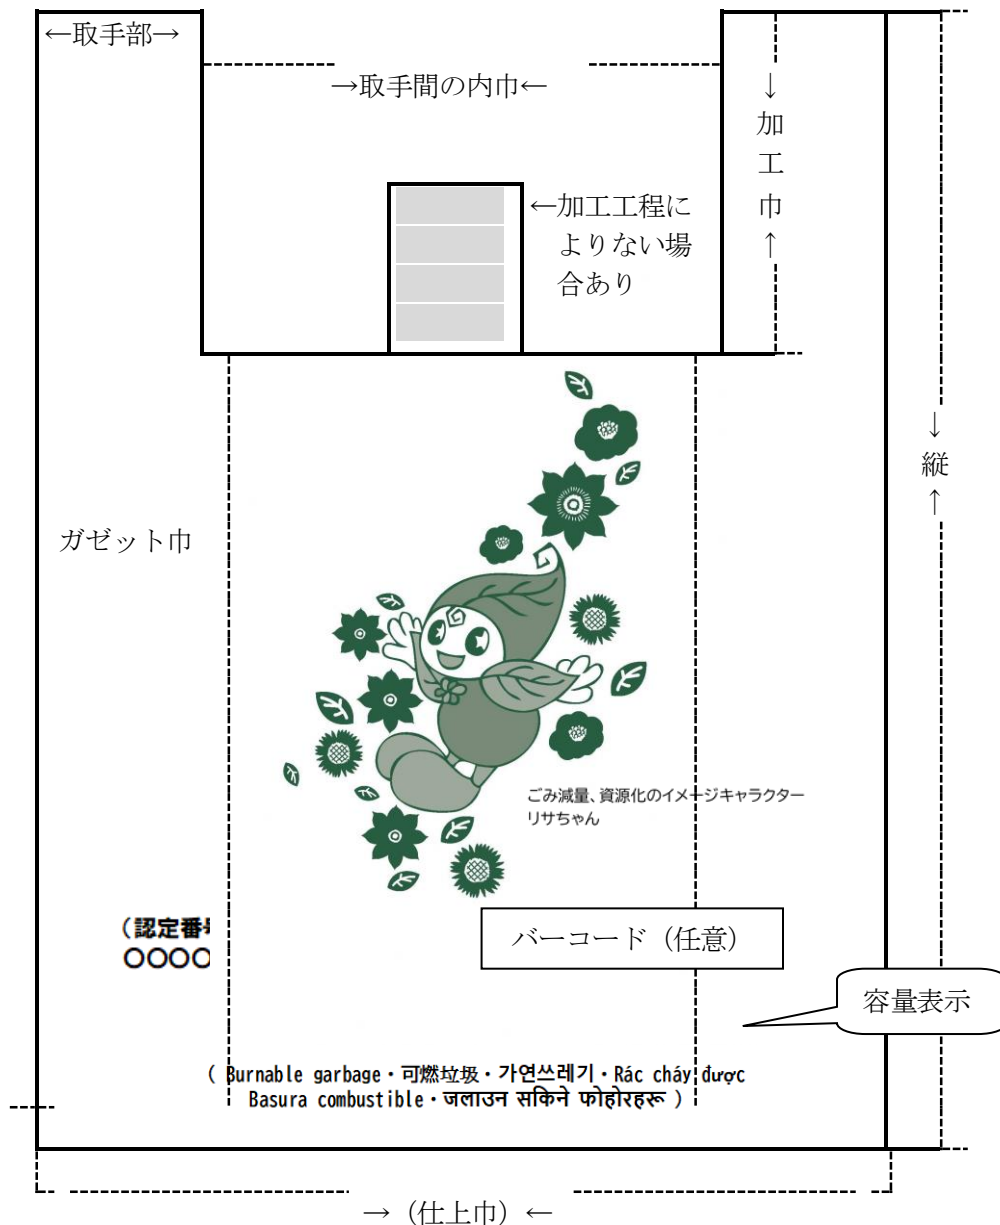 ←取手部→
→取手間の内巾←
↓加工巾↑
←加工工程に
よりない場
合あり
↓縦↑
ガゼット巾
ごみ減量、資源化のイメージキャラクター
リサちゃん
（認定番
○○○○
バーコード（任意）
容量表示
( Burnable garbage・可燃垃圾・가연쓰레기・Rác cháy được
Basura combustible・जलाउन सकिने फोहोरहरू )
→（仕上巾）←